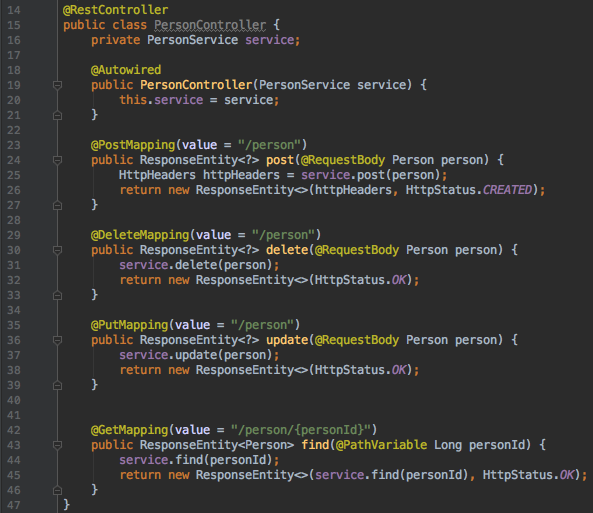 14 @RestController
15 public class PersonController {
16     private PersonService service;
17
18     @Autowired
19     public PersonController(PersonService service) {
20         this.service = service;
21     }
22
23     @PostMapping(value = "/person")
24     public ResponseEntity<?> post(@RequestBody Person person) {
25         HttpHeaders httpHeaders = service.post(person);
26         return new ResponseEntity<>(httpHeaders, HttpStatus.CREATED);
27     }
28
29     @DeleteMapping(value = "/person")
30     public ResponseEntity<?> delete(@RequestBody Person person) {
31         service.delete(person);
32         return new ResponseEntity<>(HttpStatus.OK);
33     }
34
35     @PutMapping(value = "/person")
36     public ResponseEntity<?> update(@RequestBody Person person) {
37         service.update(person);
38         return new ResponseEntity<>(HttpStatus.OK);
39     }
40
41
42     @GetMapping(value = "/person/{personId}")
43     public ResponseEntity<Person> find(@PathVariable Long personId) {
44         service.find(personId);
45         return new ResponseEntity<>(service.find(personId), HttpStatus.OK);
46     }
47 }